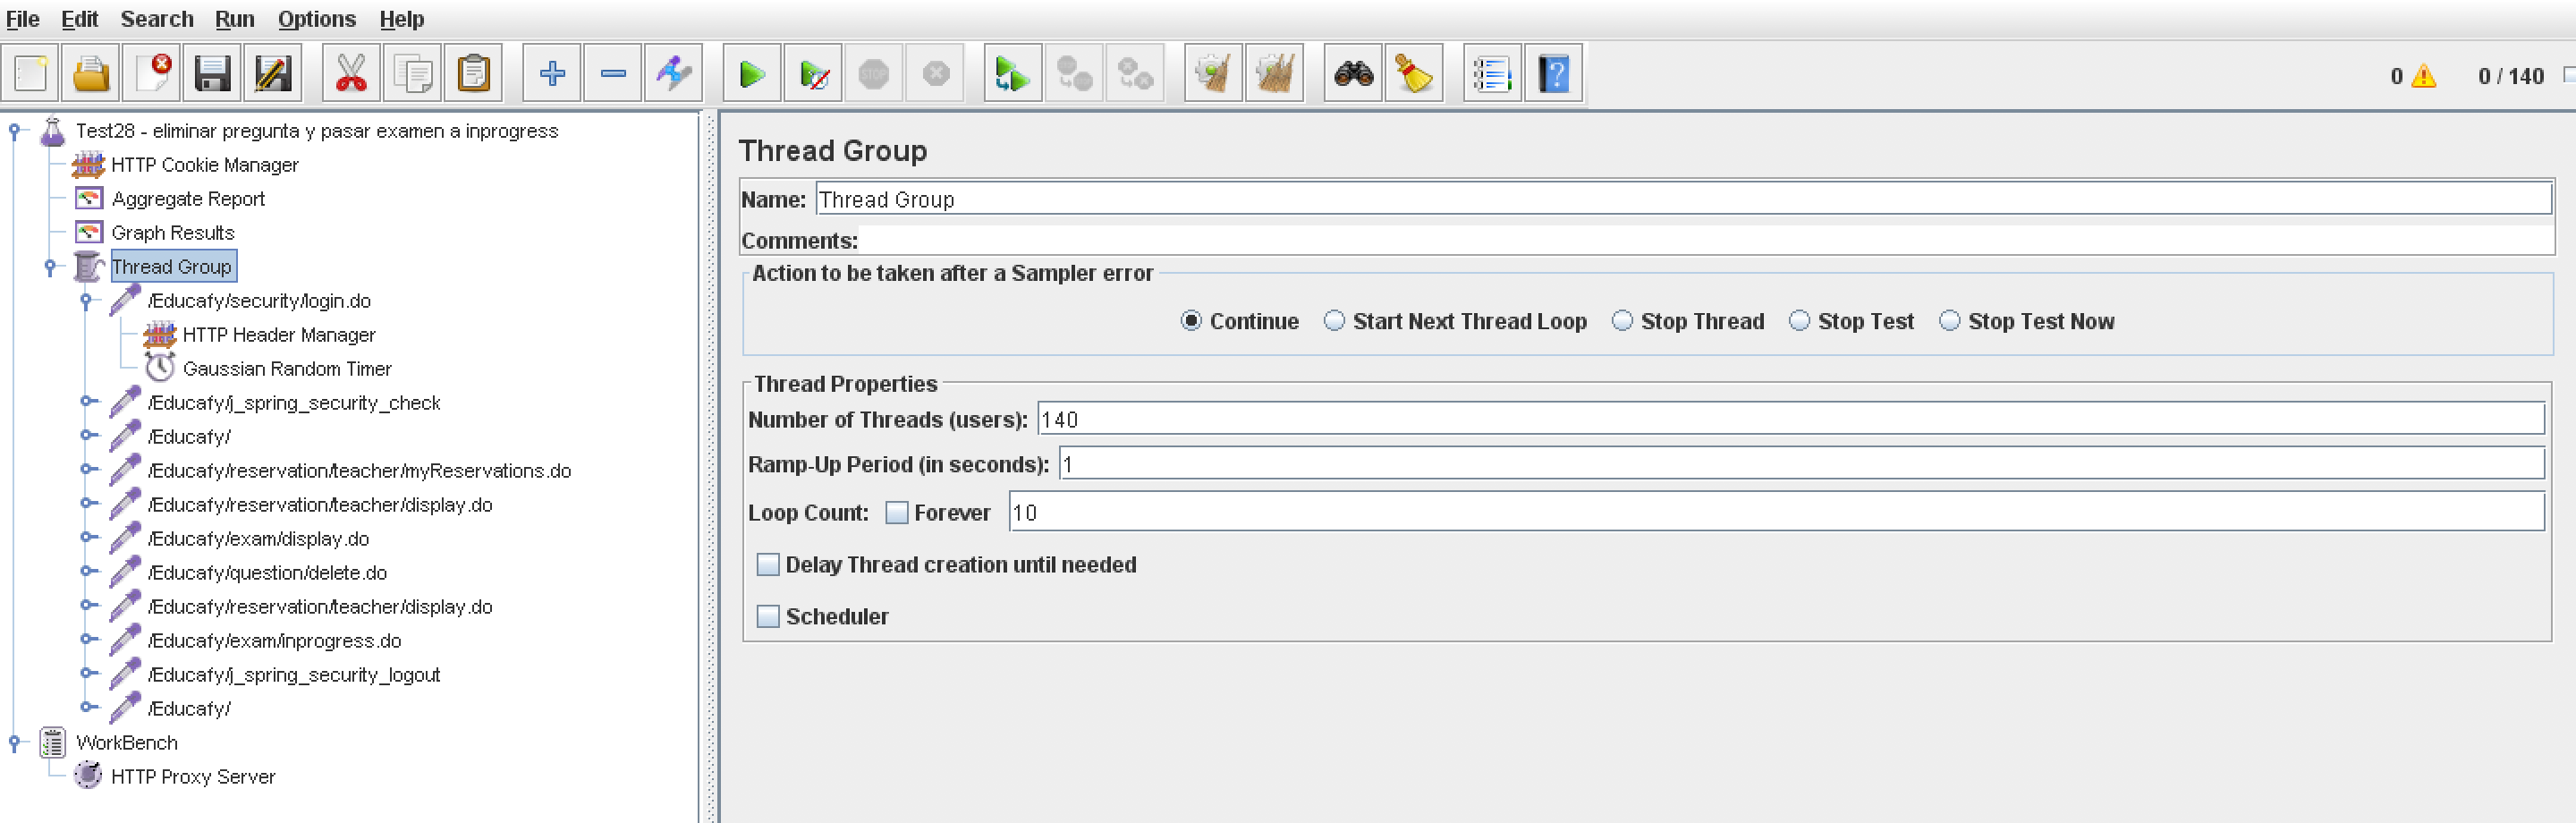 File Edit Search Run Options Help
STOP
0 0 / 140
Test28 - eliminar pregunta y pasar examen a inprogress
HTTP Cookie Manager
Aggregate Report
Graph Results
Thread Group
/Educafy/security/login.do
HTTP Header Manager
Gaussian Random Timer
/Educafy/j_spring_security_check
/Educafy/
/Educafy/reservation/teacher/myReservations.do
/Educafy/reservation/teacher/display.do
/Educafy/exam/display.do
/Educafy/question/delete.do
/Educafy/reservation/teacher/display.do
/Educafy/exam/inprogress.do
/Educafy/j_spring_security_logout
/Educafy/
WorkBench
HTTP Proxy Server
Thread Group
Name: Thread Group
Comments:
Action to be taken after a Sampler error
Continue Start Next Thread Loop Stop Thread Stop Test Stop Test Now
Thread Properties
Number of Threads (users): 140
Ramp-Up Period (in seconds): 1
Loop Count: Forever 10
Delay Thread creation until needed
Scheduler